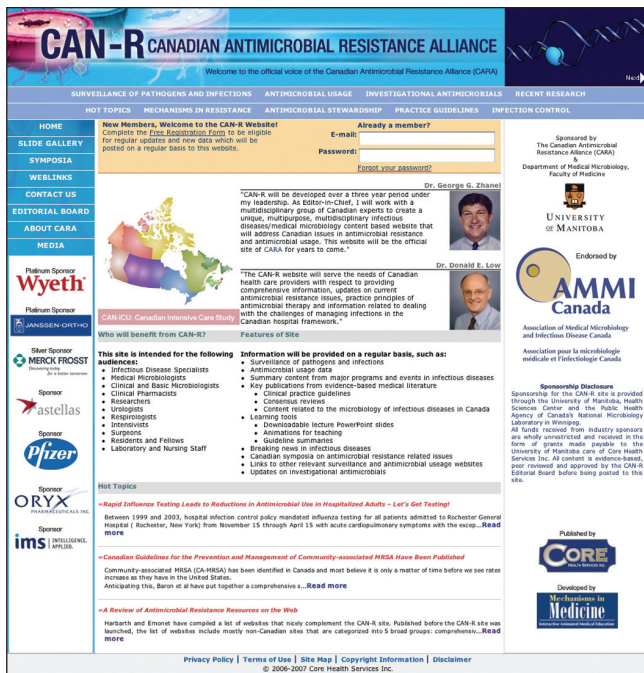 CAN-R CANADIAN ANTIMICROBIAL RESISTANCE ALLIANCE
Welcome to the official voice of the Canadian Antimicrobial Resistance Alliance (CARA)
Next
SURVEILLANCE OF PATHOGENS AND INFECTIONS ANTIMICROBIAL USAGE INVESTIGATIONAL ANTIMICROBIALS RECENT RESEARCH
HOT TOPICS MECHANISMS IN RESISTANCE ANTIMICROBIAL STEWARDSHIP PRACTICE GUIDELINES INFECTION CONTROL
HOME
SLIDE GALLERY
SYMPOSIA
WEBLINKS
CONTACT US
EDITORIAL BOARD
ABOUT CARA
MEDIA
Platinum Sponsor
Wyeth®
Platinum Sponsor
JANSSEN-ORTHO
Silver Sponsor
MERCK FROSST
Discovering today
for a better tomorrow.
Sponsor
astellas
Sponsor
Pfizer
Sponsor
ORYX
PHARMACEUTICALS INC.
Sponsor
ims INTELLIGENCE.
APPLIED.
New Members, Welcome to the CAN-R Website!
Complete the Free Registration Form to be eligible
for regular updates and new data which will be
posted on a regular basis to this website.
Already a member?
E-mail:
Password:
Forgot your password?
CAN-ICU: Canadian Intensive Care Study
Dr. George G. Zhanel
"CAN-R will be developed over a three year period under
my leadership. As Editor-in-Chief, I will work with a
multidisciplinary group of Canadian experts to create a
unique, multipurpose, multidisciplinary infectious
diseases/medical microbiology content based website that
will address Canadian issues in antimicrobial resistance
and antimicrobial usage. This website will be the official
site of CARA for years to come."
Dr. Donald E. Low
"The CAN-R website will serve the needs of Canadian
health care providers with respect to providing
comprehensive information, updates on current
antimicrobial resistance issues, practice principles of
antimicrobial therapy and information related to dealing
with the challenges of managing infections in the
Canadian hospital framework."
Who will benefit from CAN-R?
This site is intended for the following
audiences:
• Infectious Disease Specialists
• Medical Microbiologists
• Clinical and Basic Microbiologists
• Clinical Pharmacists
• Researchers
• Urologists
• Respirologists
• Intensivists
• Surgeons
• Residents and Fellows
• Laboratory and Nursing Staff
Features of Site
Information will be provided on a regular basis, such as:
• Surveillance of pathogens and infections
• Antimicrobial usage data
• Summary content from major programs and events in infectious diseases
• Key publications from evidence-based medical literature
• Clinical practice guidelines
• Consensus reviews
• Content related to the microbiology of infectious diseases in Canada
• Learning tools
• Downloadable lecture PowerPoint slides
• Animations for teaching
• Guideline summaries
• Breaking news in infectious diseases
• Canadian symposia on antimicrobial resistance related issues
• Links to other relevant surveillance and antimicrobial useage websites
• Updates on investigational antimicrobials
Hot Topics
»Rapid Influenza Testing Leads to Reductions in Antimicrobial Use in Hospitalized Adults – Let's Get Testing!
Between 1999 and 2003, hospital infection control policy mandated influenza testing for all patients admitted to Rochester General
Hospital ( Rochester, New York) from November 15 through April 15 with acute cardiopulmonary symptoms with the excep...Read
more
»Canadian Guidelines for the Prevention and Management of Community-associated MRSA Have Been Published
Community-associated MRSA (CA-MRSA) has been identified in Canada and most believe it is only a matter of time before we see rates
increase as they have in the United States.
Anticipating this, Baron et al have put together a comprehensive s...Read more
»A Review of Antimicrobial Resistance Resources on the Web
Harbarth and Emonet have compiled a list of websites that nicely complement the CAN-R site. Published before the CAN-R site was
launched, the list of websites include mostly non-Canadian sites that are categorized into 5 broad groups: comprehensiv...Read
more
Sponsored by
The Canadian Antimicrobial
Resistance Alliance (CARA)
&
Department of Medical Microbiology,
Faculty of Medicine
UNIVERSITY
OF MANITOBA
Endorsed by
AMMI
Canada
Association of Medical Microbiology
and Infectious Disease Canada
Association pour la microbiologie
médicale et l'infectiologie Canada
Sponsorship Disclosure
Sponsorship for the CAN-R site is provided
through the University of Manitoba, Health
Sciences Center and the Public Health
Agency of Canada's National Microbiology
Laboratory in Winnipeg.
All funds received from industry sponsors
are wholly unrestricted and received in the
form of grants made payable to the
University of Manitoba care of Core Health
Services Inc. All content is evidence-based,
peer reviewed and approved by the CAN-R
Editorial Board before being posted to this
site.
Published by
CORE
HEALTH SERVICES INC.
Developed by
Mechanisms in
Medicine
Interactive Animated Medical Education
Privacy Policy | Terms of Use | Site Map | Copyright Information | Disclaimer
© 2006-2007 Core Health Services Inc.